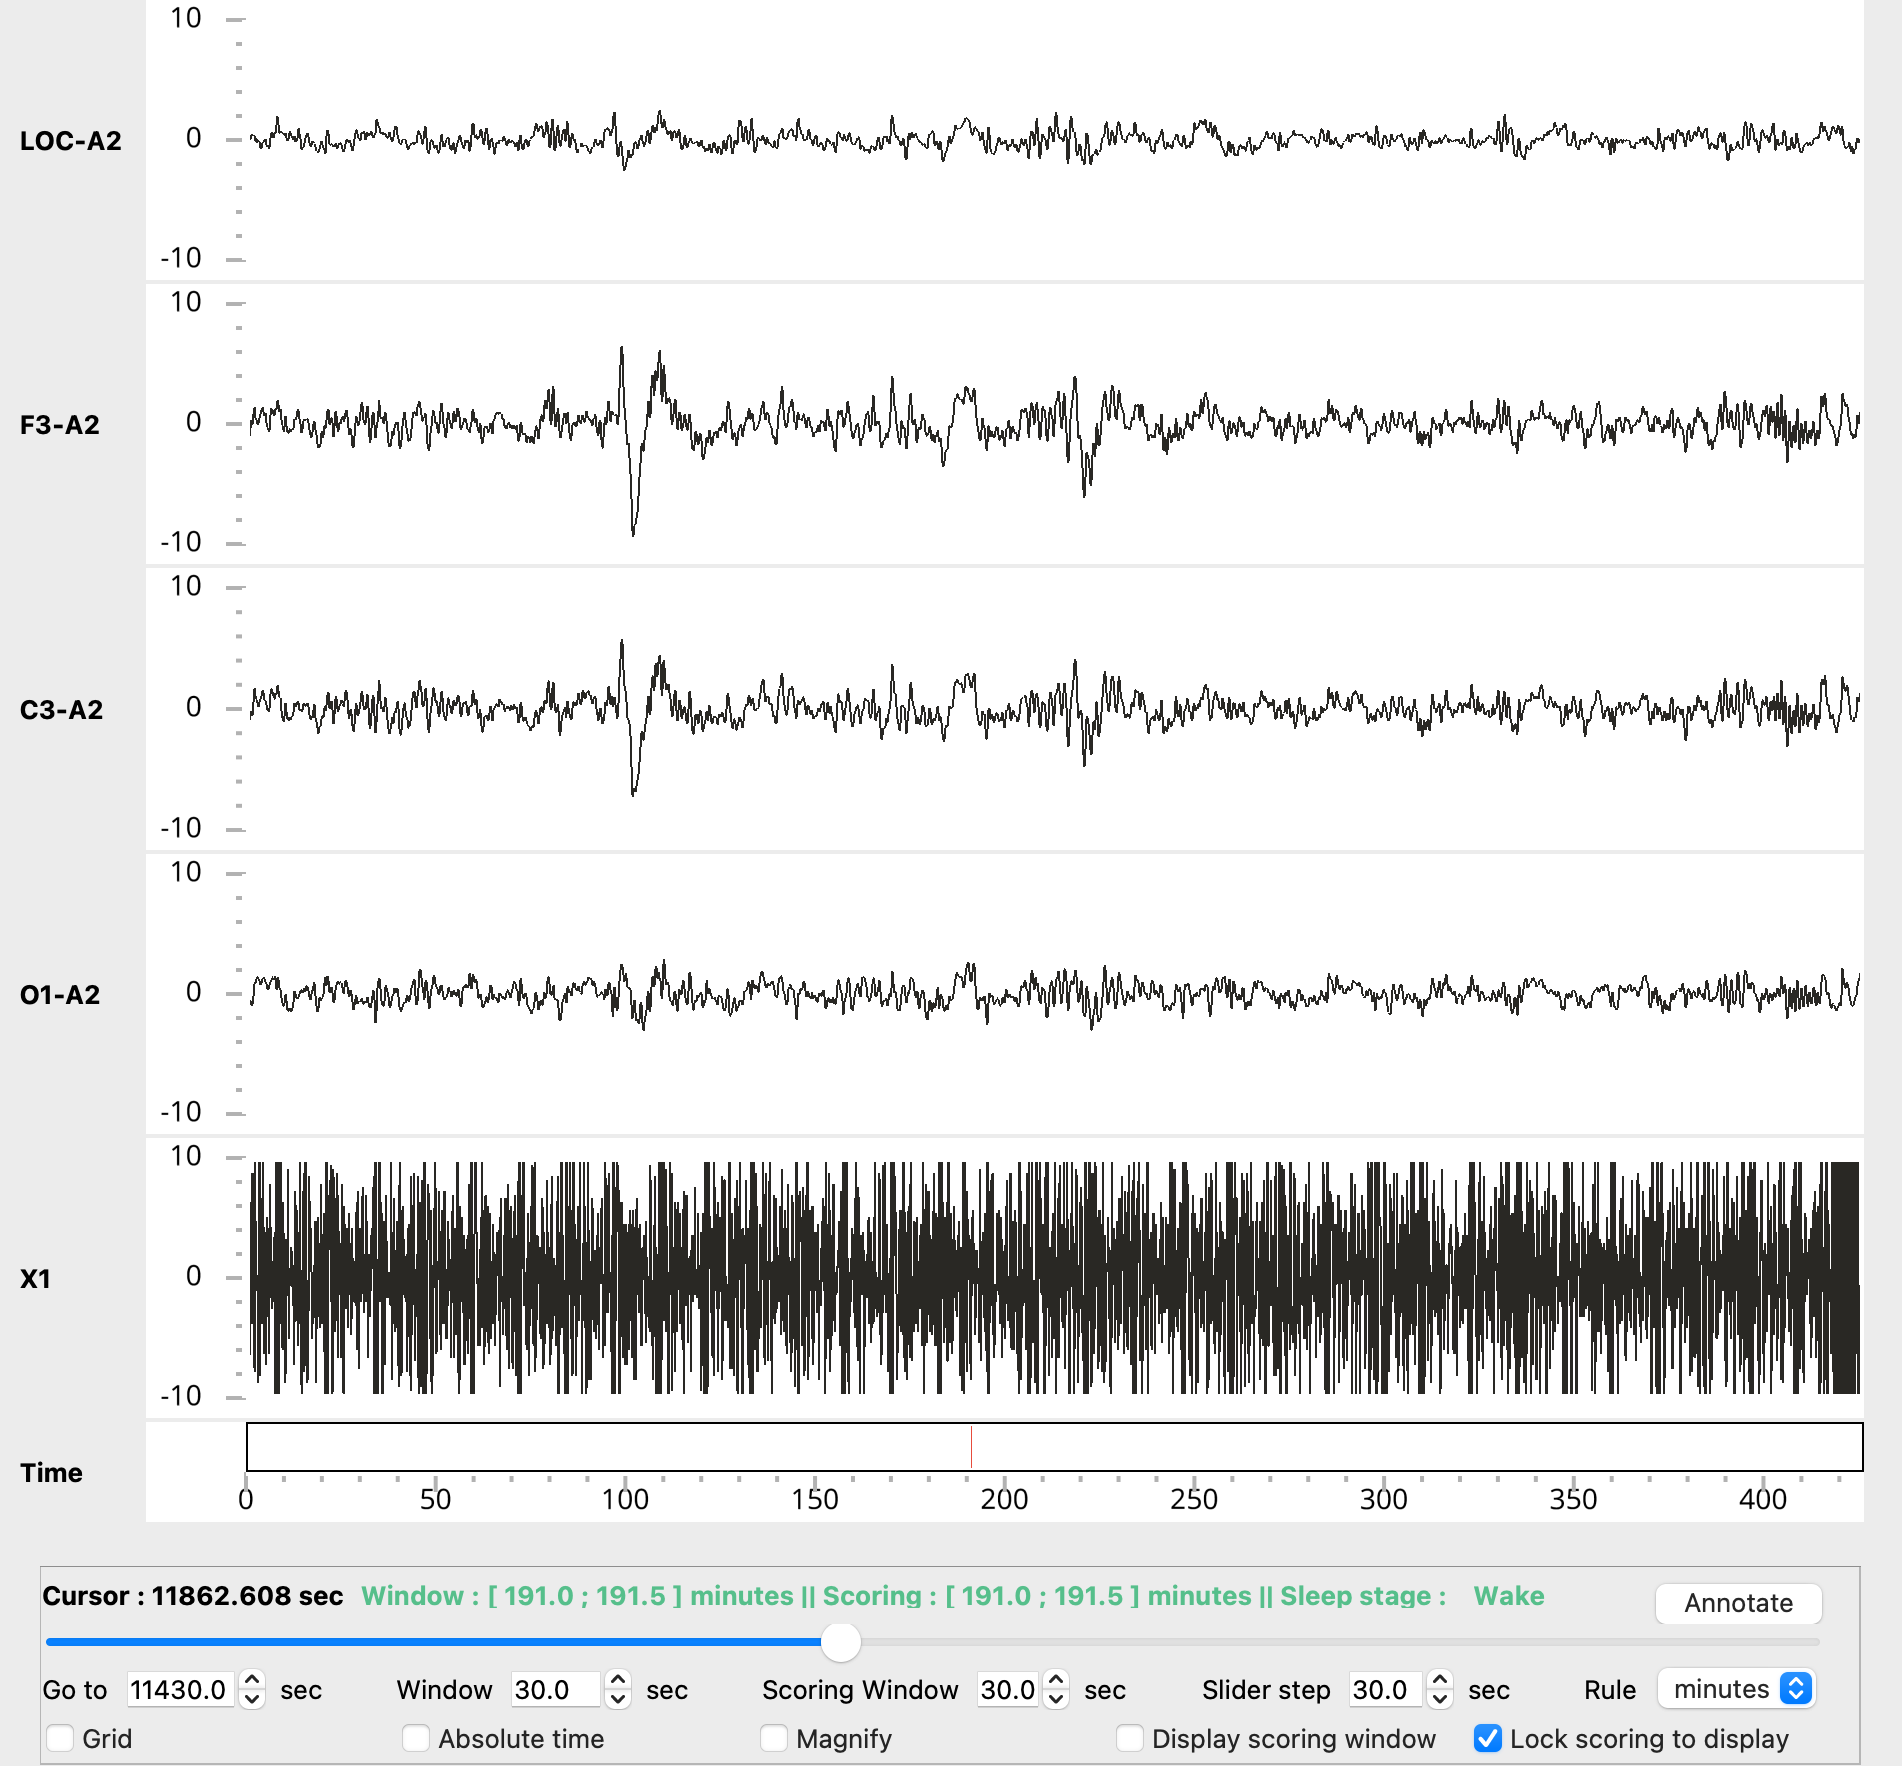 10
LOC-A2
0
-10
10
F3-A2
0
-10
10
C3-A2
0
-10
10
O1-A2
0
-10
10
X1
0
-10
Time
0 50 100 150 200 250 300 350 400
Cursor : 11862.608 sec Window : [ 191.0 ; 191.5 ] minutes || Scoring : [ 191.0 ; 191.5 ] minutes || Sleep stage : Wake Annotate
Go to 11430.0 sec Window 30.0 sec Scoring Window 30.0 sec Slider step 30.0 sec Rule minutes
Grid Absolute time Magnify Display scoring window Lock scoring to display